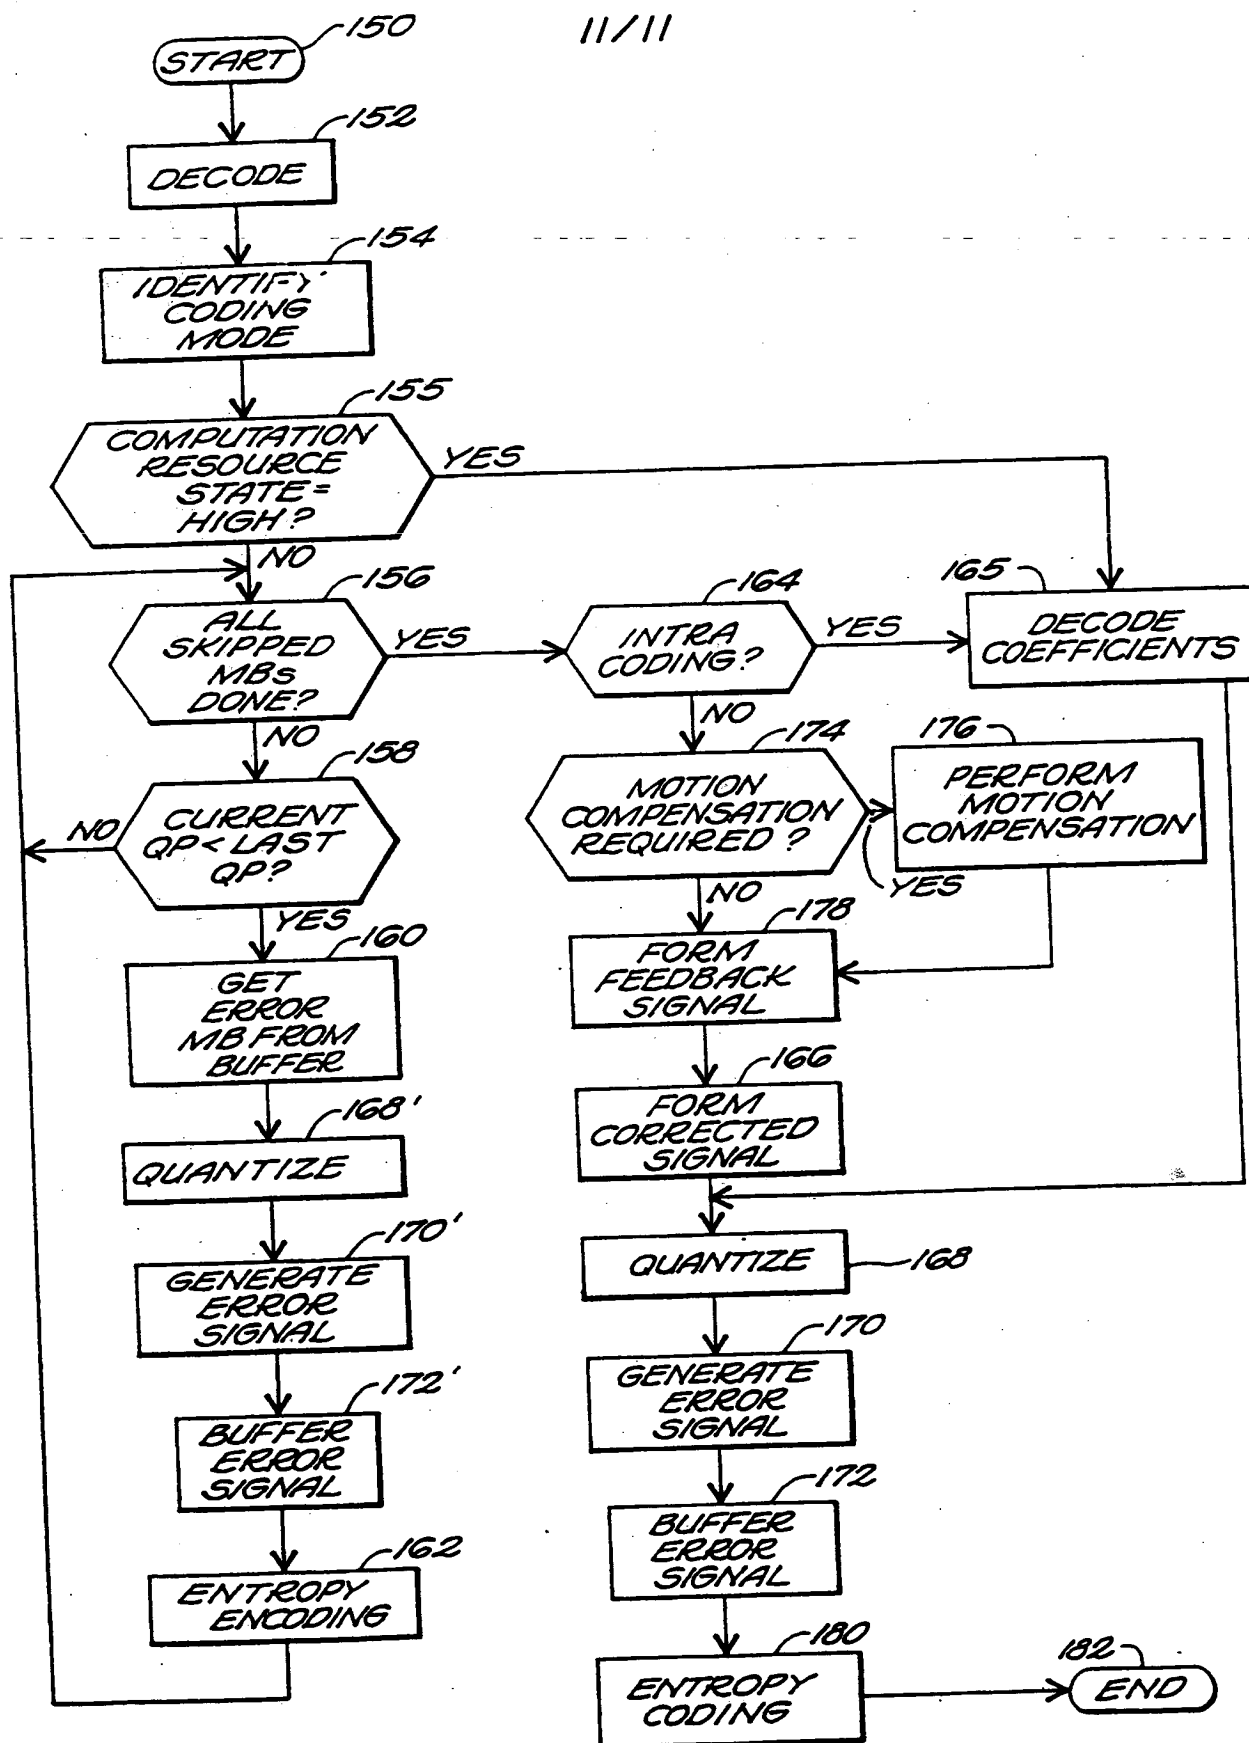 11/11
150
START
152
DECODE
154
IDENTIFY
CODING
MODE
155
COMPUTATION
RESOURCE
STATE=
HIGH?
YES
NO
156
ALL
SKIPPED
MBs
DONE?
YES
NO
164
INTRA
CODING?
YES
NO
165
DECODE
COEFFICIENTS
158
CURRENT
QP<LAST
QP?
NO
YES
174
MOTION
COMPENSATION
REQUIRED?
YES
NO
176
PERFORM
MOTION
COMPENSATION
160
GET
ERROR
MB FROM
BUFFER
178
FORM
FEEDBACK
SIGNAL
166
FORM
CORRECTED
SIGNAL
168'
QUANTIZE
168
QUANTIZE
170'
GENERATE
ERROR
SIGNAL
170
GENERATE
ERROR
SIGNAL
172'
BUFFER
ERROR
SIGNAL
172
BUFFER
ERROR
SIGNAL
162
ENTROPY
ENCODING
180
ENTROPY
CODING
182
END